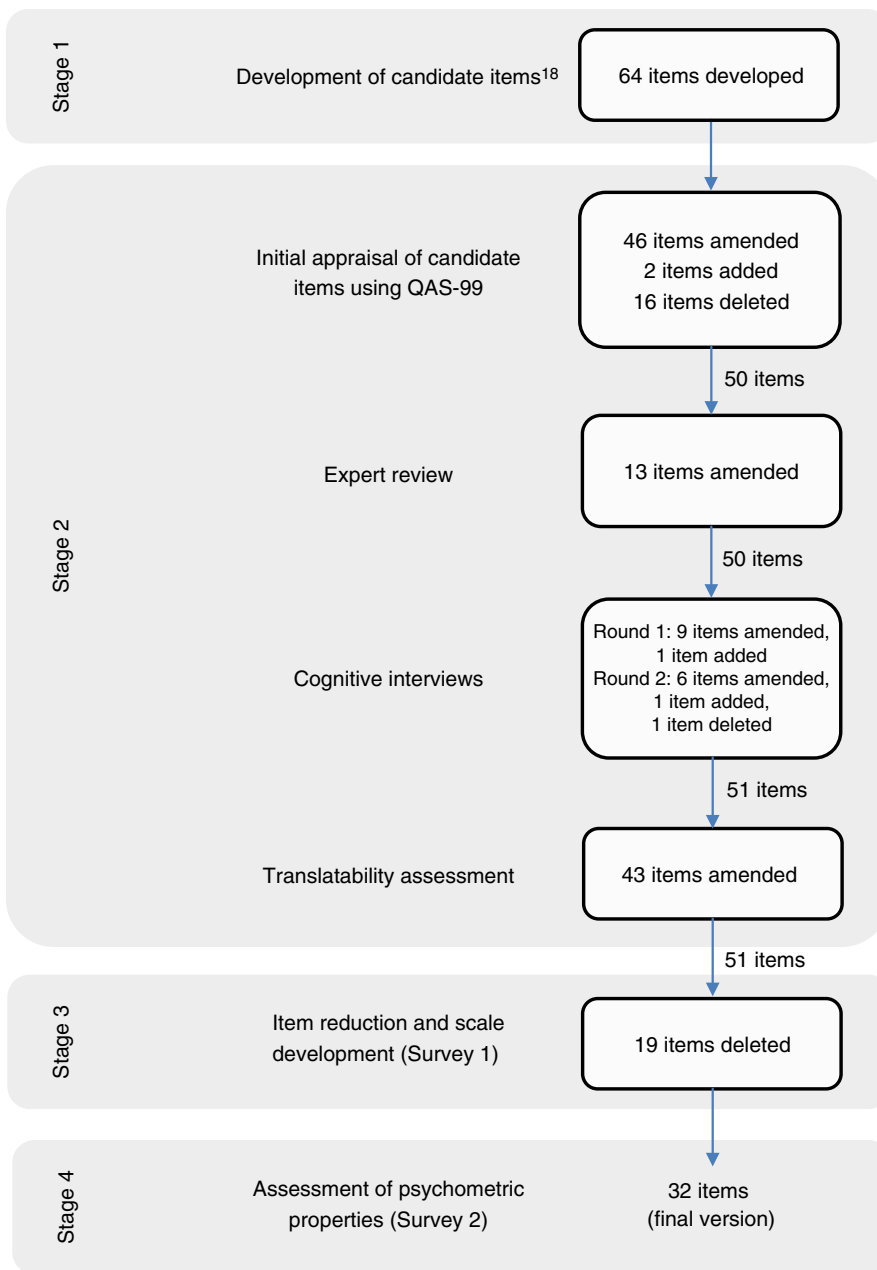 Stage 1
Development of candidate items18
64 items developed
Stage 2
Initial appraisal of candidate
items using QAS-99
46 items amended
2 items added
16 items deleted
50 items
Expert review
13 items amended
50 items
Cognitive interviews
Round 1: 9 items amended,
1 item added
Round 2: 6 items amended,
1 item added,
1 item deleted
51 items
Translatability assessment
43 items amended
51 items
Stage 3
Item reduction and scale
development (Survey 1)
19 items deleted
Stage 4
Assessment of psychometric
properties (Survey 2)
32 items
(final version)